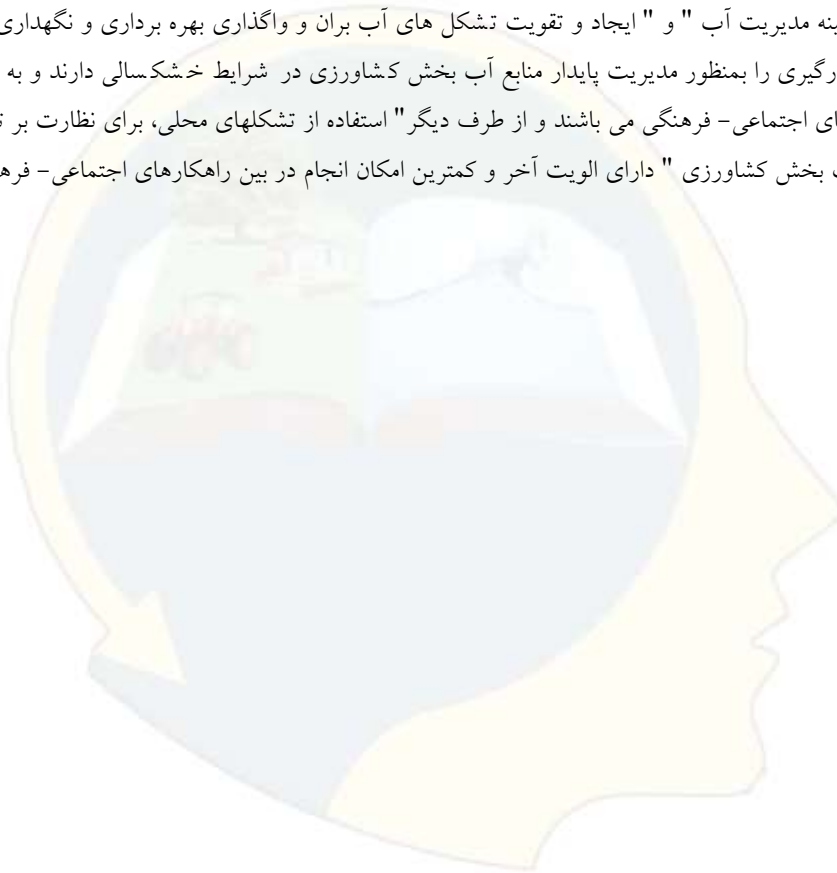 ینه مدیریت آب " و " ایجاد و تقویت تشکل های آب بران و واگذاری بهره برداری و نگهداری
رگیری را بمنظور مدیریت پایدار منابع آب بخش کشاورزی در شرایط خشکسالی دارند و به
ای اجتماعی- فرهنگی می باشند و از طرف دیگر" استفاده از تشکلهای محلی، برای نظارت بر
بخش کشاورزی " دارای الویت آخر و کمترین امکان انجام در بین راهکارهای اجتماعی- فره